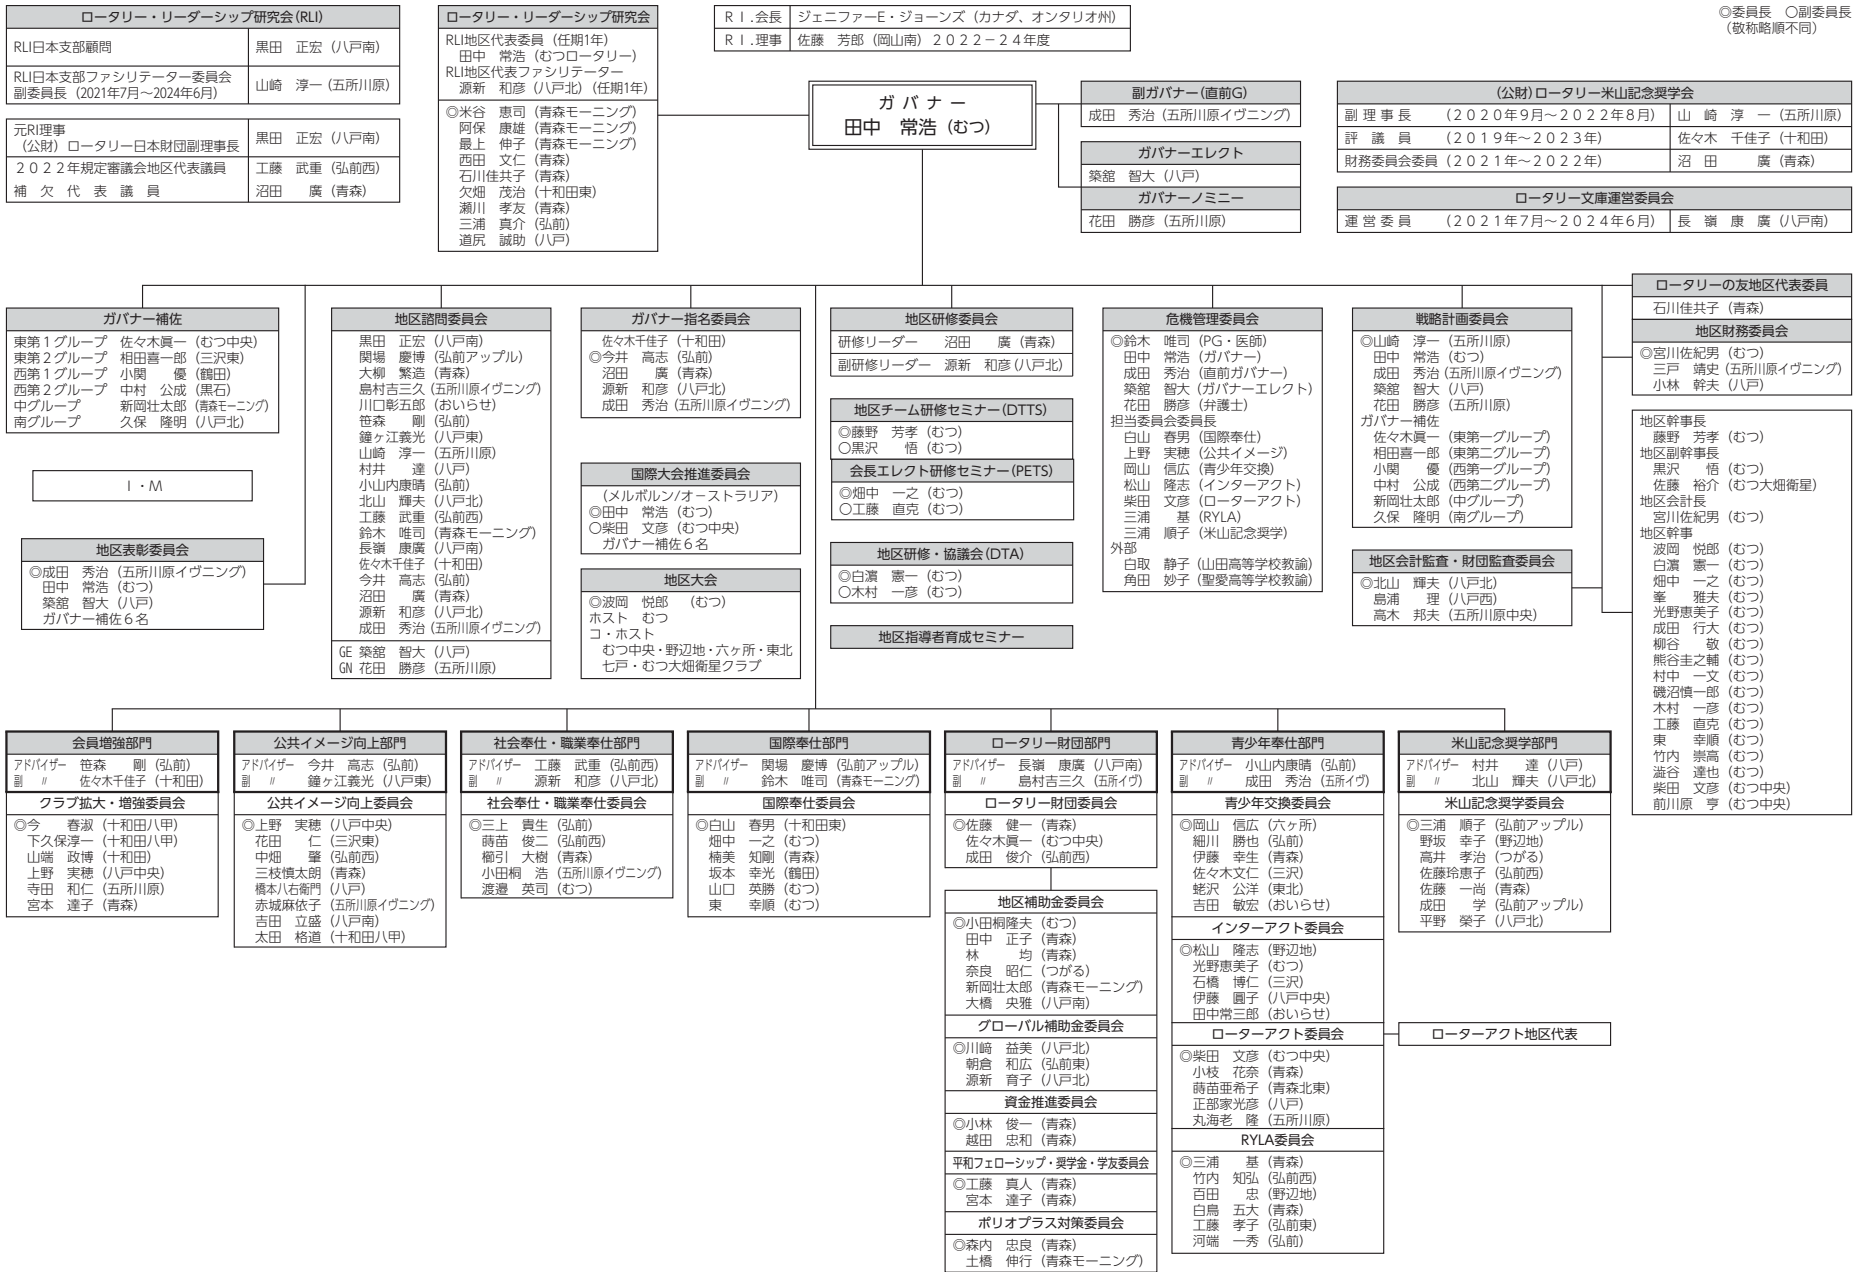 ロータリー・リーダーシップ研究会(RLI)
RLI日本支部顧問 黒田 正宏（八戸南）
RLI日本支部ファシリテーター委員会
副委員長（2021年7月～2024年6月） 山崎 淳一（五所川原）
元RI理事
（公財）ロータリー日本財団副理事長 黒田 正宏（八戸南）
２０２２年規定審議会地区代表議員 工藤 武重（弘前西）
補欠代表議員 沼田 廣（青森）
ロータリー・リーダーシップ研究会
RLI地区代表委員（任期1年）
田中 常浩（むつロータリー）
RLI地区代表ファシリテーター
源新 和彦（八戸北）（任期1年）
◎米谷 恵司（青森モーニング）
阿保 康雄（青森モーニング）
最上 伸子（青森モーニング）
西田 文仁（青森）
石川佳共子（青森）
欠畑 茂治（十和田東）
瀬川 孝友（青森）
三浦 真介（弘前）
道尻 誠助（八戸）
ＲＩ.会長 ジェニファーE・ジョーンズ（カナダ、オンタリオ州）
ＲＩ.理事 佐藤 芳郎（岡山南）２０２２－２４年度
◎委員長 〇副委員長
（敬称略順不同）
ガバナー
田中 常浩（むつ）
副ガバナー（直前G）
成田 秀治（五所川原イヴニング）
ガバナーエレクト
築舘 智大（八戸）
ガバナーノミニー
花田 勝彦（五所川原）
（公財）ロータリー米山記念奨学会
副理事長 （２０２０年９月～２０２２年８月） 山崎 淳一（五所川原）
評議員 （２０１９年～２０２３年） 佐々木 千佳子（十和田）
財務委員会委員（２０２１年～２０２２年） 沼田 廣（青森）
ロータリー文庫運営委員会
運営委員 （２０２１年７月～２０２４年６月） 長嶺 康廣（八戸南）
ガバナー補佐
東第１グループ 佐々木眞一（むつ中央）
東第２グループ 相田喜一郎（三沢東）
西第１グループ 小関 優（鶴田）
西第２グループ 中村 公成（黒石）
中グループ 新岡壮太郎（青森モーニング）
南グループ 久保 隆明（八戸北）
Ｉ・Ｍ
地区表彰委員会
◎成田 秀治（五所川原イヴニング）
田中 常浩（むつ）
築舘 智大（八戸）
ガバナー補佐６名
地区諮問委員会
黒田 正宏（八戸南）
関場 慶博（弘前アップル）
大柳 繁造（青森）
島村吉三久（五所川原イヴニング）
川口彰五郎（おいらせ）
笹森 剛（弘前）
鐘ヶ江義光（八戸東）
山崎 淳一（五所川原）
村井 達（八戸）
小山内康晴（弘前）
北山 輝夫（八戸北）
工藤 武重（弘前西）
鈴木 唯司（青森モーニング）
長嶺 康廣（八戸南）
佐々木千佳子（十和田）
今井 高志（弘前）
沼田 廣（青森）
源新 和彦（八戸北）
成田 秀治（五所川原イヴニング）
GE 築舘 智大（八戸）
GN 花田 勝彦（五所川原）
ガバナー指名委員会
佐々木千佳子（十和田）
◎今井 高志（弘前）
沼田 廣（青森）
源新 和彦（八戸北）
成田 秀治（五所川原イヴニング）
国際大会推進委員会
（メルボルン/オーストラリア）
◎田中 常浩（むつ）
〇柴田 文彦（むつ中央）
ガバナー補佐６名
地区大会
◎波岡 悦郎 （むつ）
ホスト むつ
コ・ホスト
むつ中央・野辺地・六ヶ所・東北
七戸・むつ大畑衛星クラブ
地区研修委員会
研修リーダー 沼田 廣（青森）
副研修リーダー 源新 和彦（八戸北）
地区チーム研修セミナー(DTTS)
◎藤野 芳孝（むつ）
〇黒沢 悟（むつ）
会長エレクト研修セミナー(PETS)
◎畑中 一之（むつ）
〇工藤 直克（むつ）
地区研修・協議会(DTA)
◎白濵 憲一（むつ）
〇木村 一彦（むつ）
地区指導者育成セミナー
危機管理委員会
◎鈴木 唯司（PG・医師）
田中 常浩（ガバナー）
成田 秀治（直前ガバナー）
築舘 智大（ガバナーエレクト）
花田 勝彦（弁護士）
担当委員会委員長
白山 春男（国際奉仕）
上野 実穂（公共イメージ）
岡山 信広（青少年交換）
松山 隆志（インターアクト）
柴田 文彦（ローターアクト）
三浦 基（RYLA）
三浦 順子（米山記念奨学）
外部
白取 静子（山田高等学校教諭）
角田 妙子（聖愛高等学校教諭）
戦略計画委員会
◎山崎 淳一（五所川原）
田中 常浩（むつ）
成田 秀治（五所川原イヴニング）
築舘 智大（八戸）
花田 勝彦（五所川原）
ガバナー補佐
佐々木眞一（東第一グループ）
相田喜一郎（東第二グループ）
小関 優（西第一グループ）
中村 公成（西第二グループ）
新岡壮太郎（中グループ）
久保 隆明（南グループ）
地区会計監査・財団監査委員会
◎北山 輝夫（八戸北）
島浦 理（八戸西）
高木 邦夫（五所川原中央）
ロータリーの友地区代表委員
石川佳共子（青森）
地区財務委員会
◎宮川佐紀男（むつ）
三戸 靖史（五所川原イヴニング）
小林 幹夫（八戸）
地区幹事長
藤野 芳孝（むつ）
地区副幹事長
黒沢 悟（むつ）
佐藤 裕介（むつ大畑衛星）
地区会計長
宮川佐紀男（むつ）
地区幹事
波岡 悦郎（むつ）
白濵 憲一（むつ）
畑中 一之（むつ）
峯 雅夫（むつ）
光野恵美子（むつ）
成田 行大（むつ）
柳谷 敬（むつ）
熊谷圭之輔（むつ）
村中 一文（むつ）
磯沼慎一郎（むつ）
木村 一彦（むつ）
工藤 直克（むつ）
東 幸順（むつ）
竹内 崇高（むつ）
澁谷 達也（むつ）
柴田 文彦（むつ中央）
前川原 亨（むつ中央）
会員増強部門
アドバイザー 笹森 剛（弘前）
副 〃 佐々木千佳子（十和田）
クラブ拡大・増強委員会
◎今 春淑（十和田八甲）
下久保淳一（十和田八甲）
山端 政博（十和田）
上野 実穂（八戸中央）
寺田 和仁（五所川原）
宮本 達子（青森）
公共イメージ向上部門
アドバイザー 今井 高志（弘前）
副 〃 鐘ヶ江義光（八戸東）
公共イメージ向上委員会
◎上野 実穂（八戸中央）
花田 仁（三沢東）
中畑 肇（弘前西）
三枝慎太朗（青森）
橋本八右衛門（八戸）
赤城麻依子（五所川原イヴニング）
吉田 立盛（八戸南）
太田 格道（十和田八甲）
社会奉仕・職業奉仕部門
アドバイザー 工藤 武重（弘前西）
副 〃 源新 和彦（八戸北）
社会奉仕・職業奉仕委員会
◎三上 貴生（弘前）
蒔苗 俊二（弘前西）
櫛引 大樹（青森）
小田桐 浩（五所川原イヴニング）
渡邉 英司（むつ）
国際奉仕部門
アドバイザー 関場 慶博（弘前アップル）
副 〃 鈴木 唯司（青森モーニング）
国際奉仕委員会
◎白山 春男（十和田東）
畑中 一之（むつ）
楠美 知剛（青森）
坂本 幸光（鶴田）
山口 英勝（むつ）
東 幸順（むつ）
ロータリー財団部門
アドバイザー 長嶺 康廣（八戸南）
副 〃 島村吉三久（五所イヴ）
ロータリー財団委員会
◎佐藤 健一（青森）
佐々木眞一（むつ中央）
成田 俊介（弘前西）
地区補助金委員会
◎小田桐隆夫（むつ）
田中 正子（青森）
林 均（青森）
奈良 昭仁（つがる）
新岡壮太郎（青森モーニング）
大橋 央雅（八戸南）
グローバル補助金委員会
◎川﨑 益美（八戸北）
朝倉 和広（弘前東）
源新 育子（八戸北）
資金推進委員会
◎小林 俊一（青森）
越田 忠和（青森）
平和フェローシップ・奨学金・学友委員会
◎工藤 真人（青森）
宮本 達子（青森）
ポリオプラス対策委員会
◎森内 忠良（青森）
土橋 伸行（青森モーニング）
青少年奉仕部門
アドバイザー 小山内康晴（弘前）
副 〃 成田 秀治（五所イヴ）
青少年交換委員会
◎岡山 信広（六ヶ所）
細川 勝也（弘前）
伊藤 幸生（青森）
佐々木文仁（三沢）
蛯沢 公洋（東北）
吉田 敏宏（おいらせ）
インターアクト委員会
◎松山 隆志（野辺地）
光野恵美子（むつ）
石橋 博仁（三沢）
伊藤 圓子（八戸中央）
田中常三郎（おいらせ）
ローターアクト委員会
◎柴田 文彦（むつ中央）
小枝 花奈（青森）
蒔苗亜希子（青森北東）
正部家光彦（八戸）
丸海老 隆（五所川原）
RYLA委員会
◎三浦 基（青森）
竹内 知弘（弘前西）
百田 忠（野辺地）
白鳥 五大（青森）
工藤 孝子（弘前東）
河端 一秀（弘前）
米山記念奨学部門
アドバイザー 村井 達（八戸）
副 〃 北山 輝夫（八戸北）
米山記念奨学委員会
◎三浦 順子（弘前アップル）
野坂 幸子（野辺地）
高井 孝治（つがる）
佐藤玲恵子（弘前西）
佐藤 一尚（青森）
成田 学（弘前アップル）
平野 榮子（八戸北）
ローターアクト地区代表